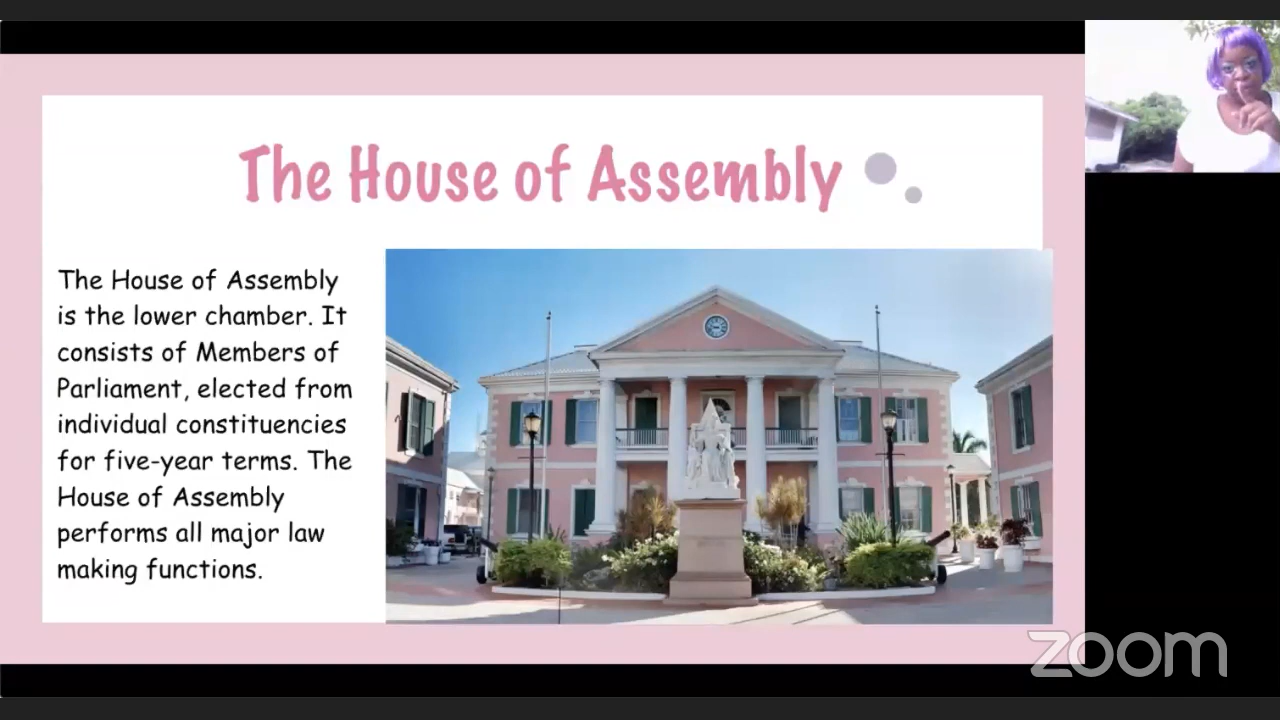 The House of Assembly
The House of Assembly
is the lower chamber. It
consists of Members of
Parliament, elected from
individual constituencies
for five-year terms. The
House of Assembly
performs all major law
making functions.
zoom